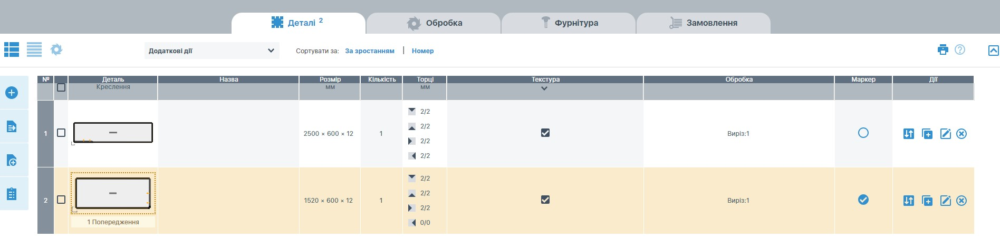 Деталі 2
Обробка
Фурнітура
Замовлення
Додаткові дії
Сортувати за: За зростанням | Номер
№ Деталь Назва Розмір Кількість Торці Текстура Обробка Маркер Дії
Креслення мм мм
2/2
2/2
1 2500 × 600 × 12 1 Виріз:1
2/2
2/2
2/2
2/2
2 1520 × 600 × 12 1 Виріз:1
2/2
1 Попередження 0/0